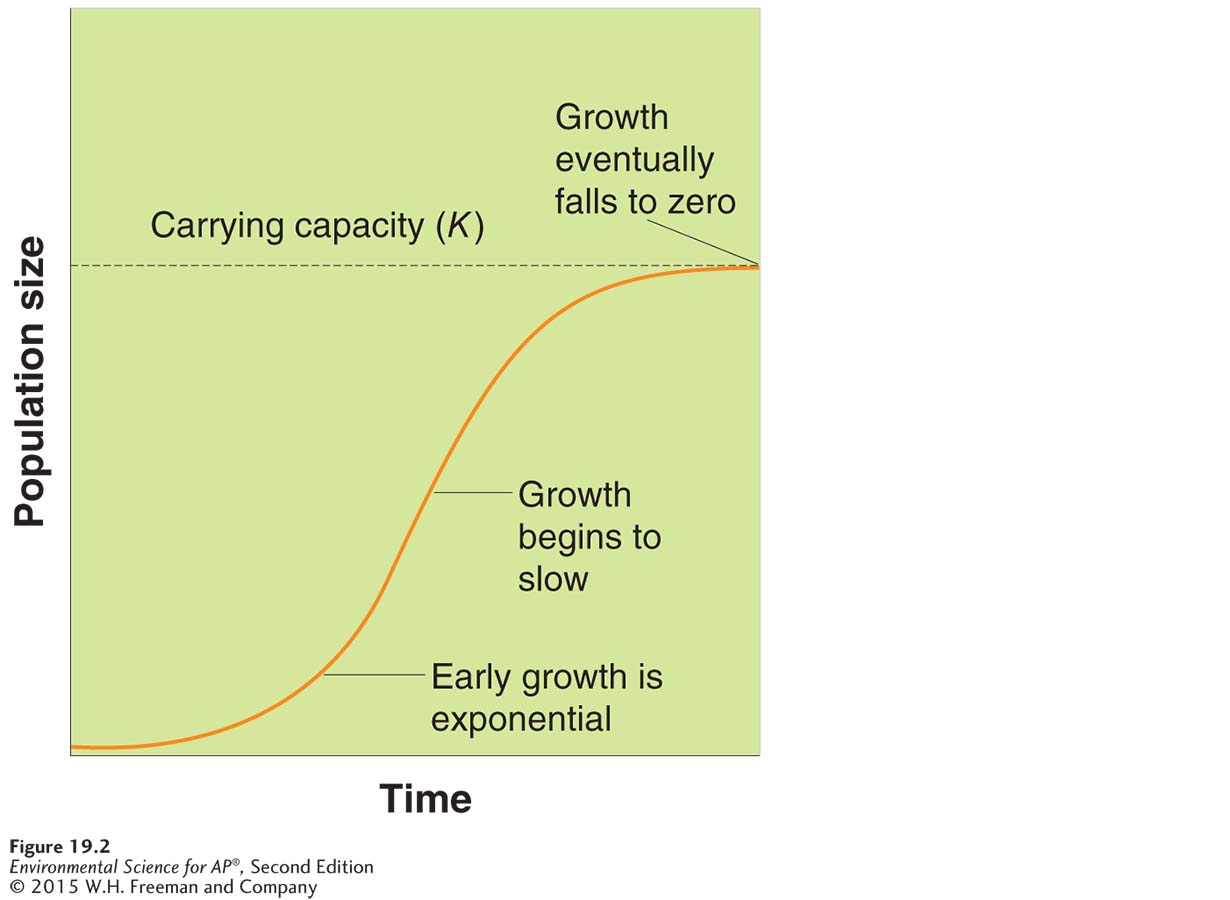 Growth
eventually
falls to zero
Carrying capacity (K)
Population size
Growth
begins to
slow
Early growth is
exponential
Time
Figure 19.2
Environmental Science for AP®, Second Edition
© 2015 W.H. Freeman and Company